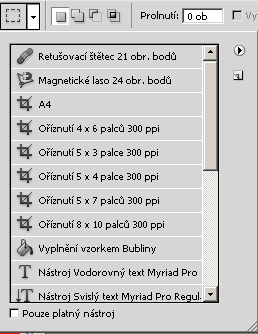 Prolnutí: 0 ob
Vy
Retušovací štětec 21 obr. bodů
Magnetické laso 24 obr. bodů
A4
Oříznutí 4 x 6 palců 300 ppi
Oříznutí 5 x 3 palce 300 ppi
Oříznutí 5 x 4 palce 300 ppi
Oříznutí 5 x 7 palců 300 ppi
Oříznutí 8 x 10 palců 300 ppi
Vyplnění vzorkem Bubliny
Nástroj Vodorovný text Myriad Pro
Nástroj Svislý text Myriad Pro Regul
Pouze platný nástroj